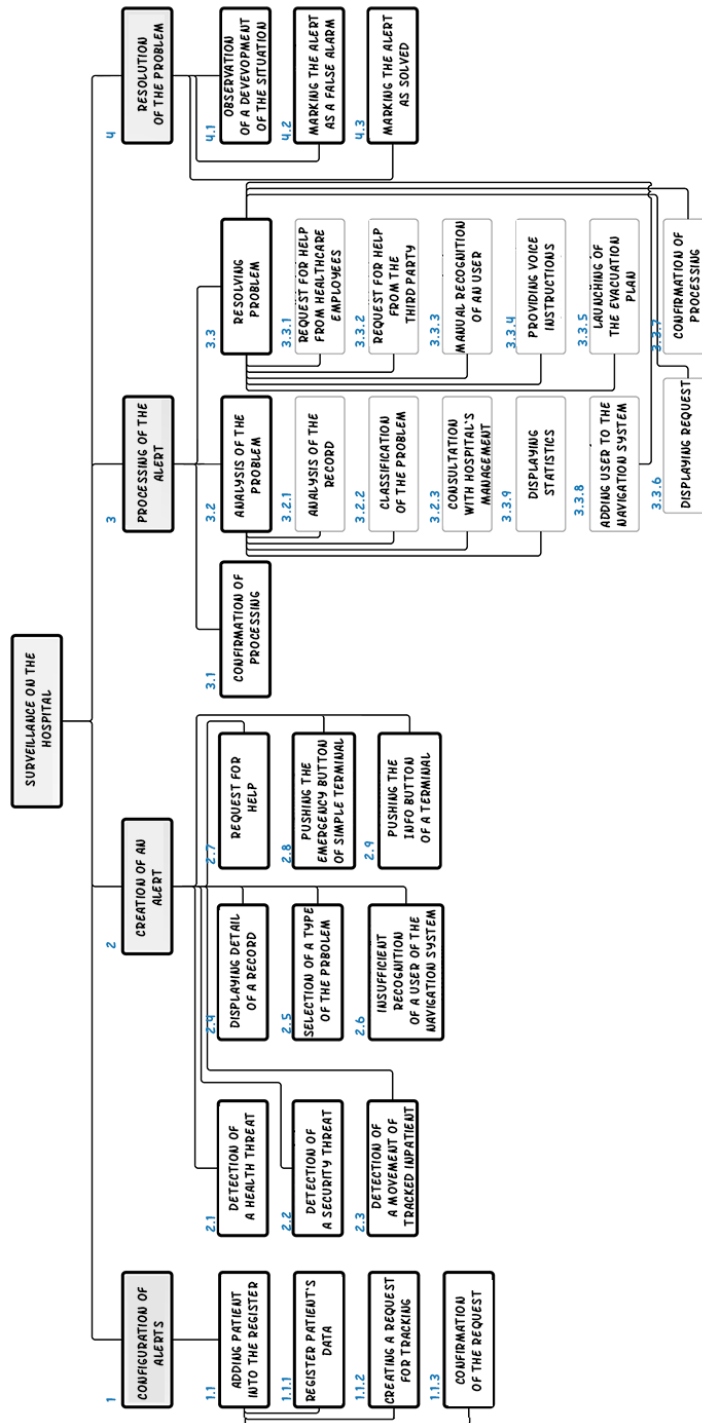 SURVEILLANCE ON THE
HOSPITAL
1
CONFIGURATION OF
ALERTS
1.1
ADDING PATIENT
INTO THE REGISTER
1.1.1
REGISTER PATIENT'S
DATA
1.1.2
CREATING A REQUEST
FOR TRACKING
1.1.3
CONFIRMATION
OF THE REQUEST
2
CREATION OF AN
ALERT
2.1
DETECTION OF
A HEALTH THREAT
2.2
DETECTION OF
A SECURITY THREAT
2.3
DETECTION OF
A MOVEMENT OF
TRACKED INPATIENT
2.4
DISPLAYING DETAIL
OF A RECORD
2.5
SELECTION OF A TYPE
OF THE PRBOLEM
2.6
INSUFFICIENT
RECOGNITION
OF A USER OF THE
NAVIGATION SYSTEM
2.7
REQUEST FOR
HELP
2.8
PUSHING THE
EMERGENCY BUTTON
OF SIMPLE TERMINAL
2.9
PUSHING THE
INFO BUTTON
OF A TERMINAL
3
PROCESSING OF THE
ALERT
3.1
CONFIRMATION OF
PROCESSING
3.2
ANALYSIS OF THE
PROBLEM
3.2.1
ANALYSIS OF THE
RECORD
3.2.2
CLASSIFICATION
OF THE PROBLEM
3.2.3
CONSULTATION
WITH HOSPITAL'S
MANAGEMENT
3.3.9
DISPLAYING
STATISTICS
3.3.8
ADDING USER TO THE
NAVIGATION SYSTEM
3.3.6
DISPLAYING REQUEST
3.3
RESOLVING
PROBLEM
3.3.1
REQUEST FOR HELP
FROM HEALTHCARE
EMPLOYEES
3.3.2
REQUEST FOR HELP
FROM THE
THIRD PARTY
3.3.3
MANUAL RECOGNITION
OF AN USER
3.3.4
PROVIDING VOICE
INSTRUCTIONS
3.3.5
LAUNCHING OF
THE EVACUATION
PLAN
3.3.7
CONFIRMATION OF
PROCESSING
4
RESOLUTION
OF THE PROBLEM
4.1
OBSERVATION
OF A DEVEVOPMENT
OF THE SITUATION
4.2
MARKING THE ALERT
AS A FALSE ALARM
4.3
MARKING THE ALERT
AS SOLVED